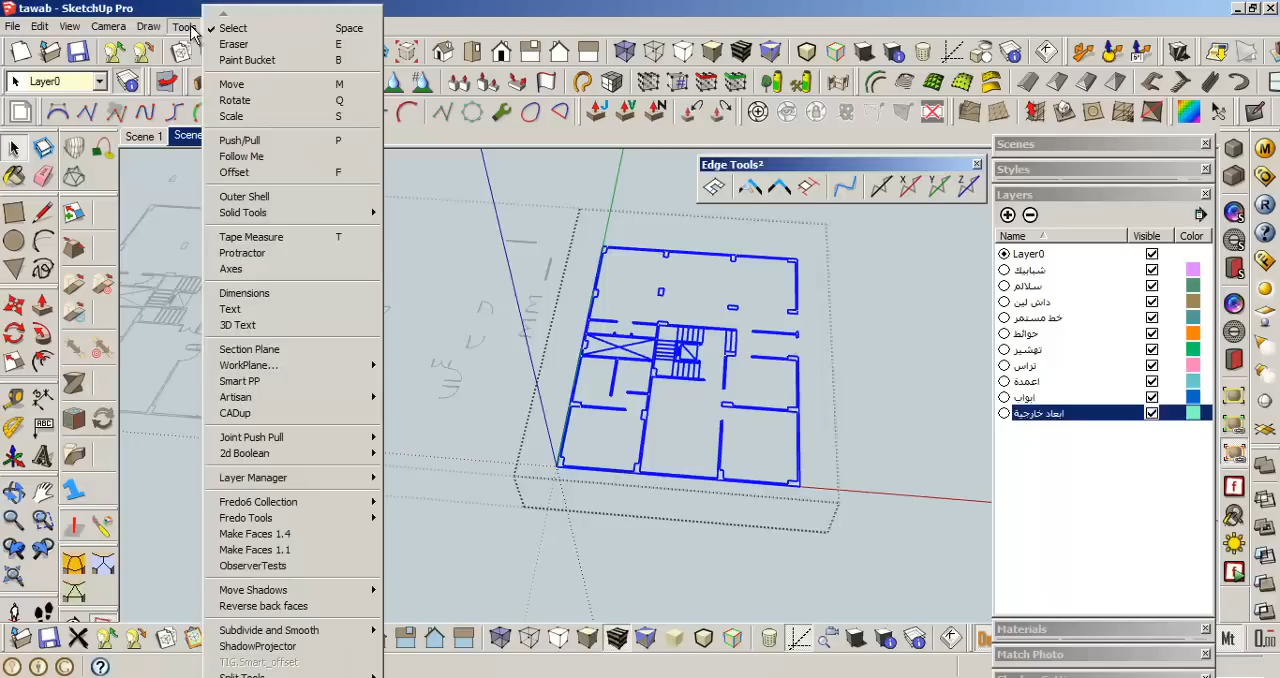 tawab - SketchUp Pro
File Edit View Camera Draw Tools
Select Space
Eraser E
Paint Bucket B
Move M
Rotate Q
Scale S
Push/Pull P
Follow Me
Offset F
Outer Shell
Solid Tools
Tape Measure T
Protractor
Axes
Dimensions
Text
3D Text
Section Plane
WorkPlane...
Smart PP
Artisan
CADup
Joint Push Pull
2d Boolean
Layer Manager
Fredo6 Collection
Fredo Tools
Make Faces 1.4
Make Faces 1.1
ObserverTests
Move Shadows
Reverse back faces
Subdivide and Smooth
ShadowProjector
TIG.Smart_offset
Split Tools
Layer0
Scene 1
Edge Tools²
Scenes
Styles
Layers
Name Visible Color
Layer0
شبابيك
سلالم
داش لين
خط مستمر
حوائط
تهشير
تراس
اعمدة
ابواب
ابعاد خارجية
Materials
Match Photo